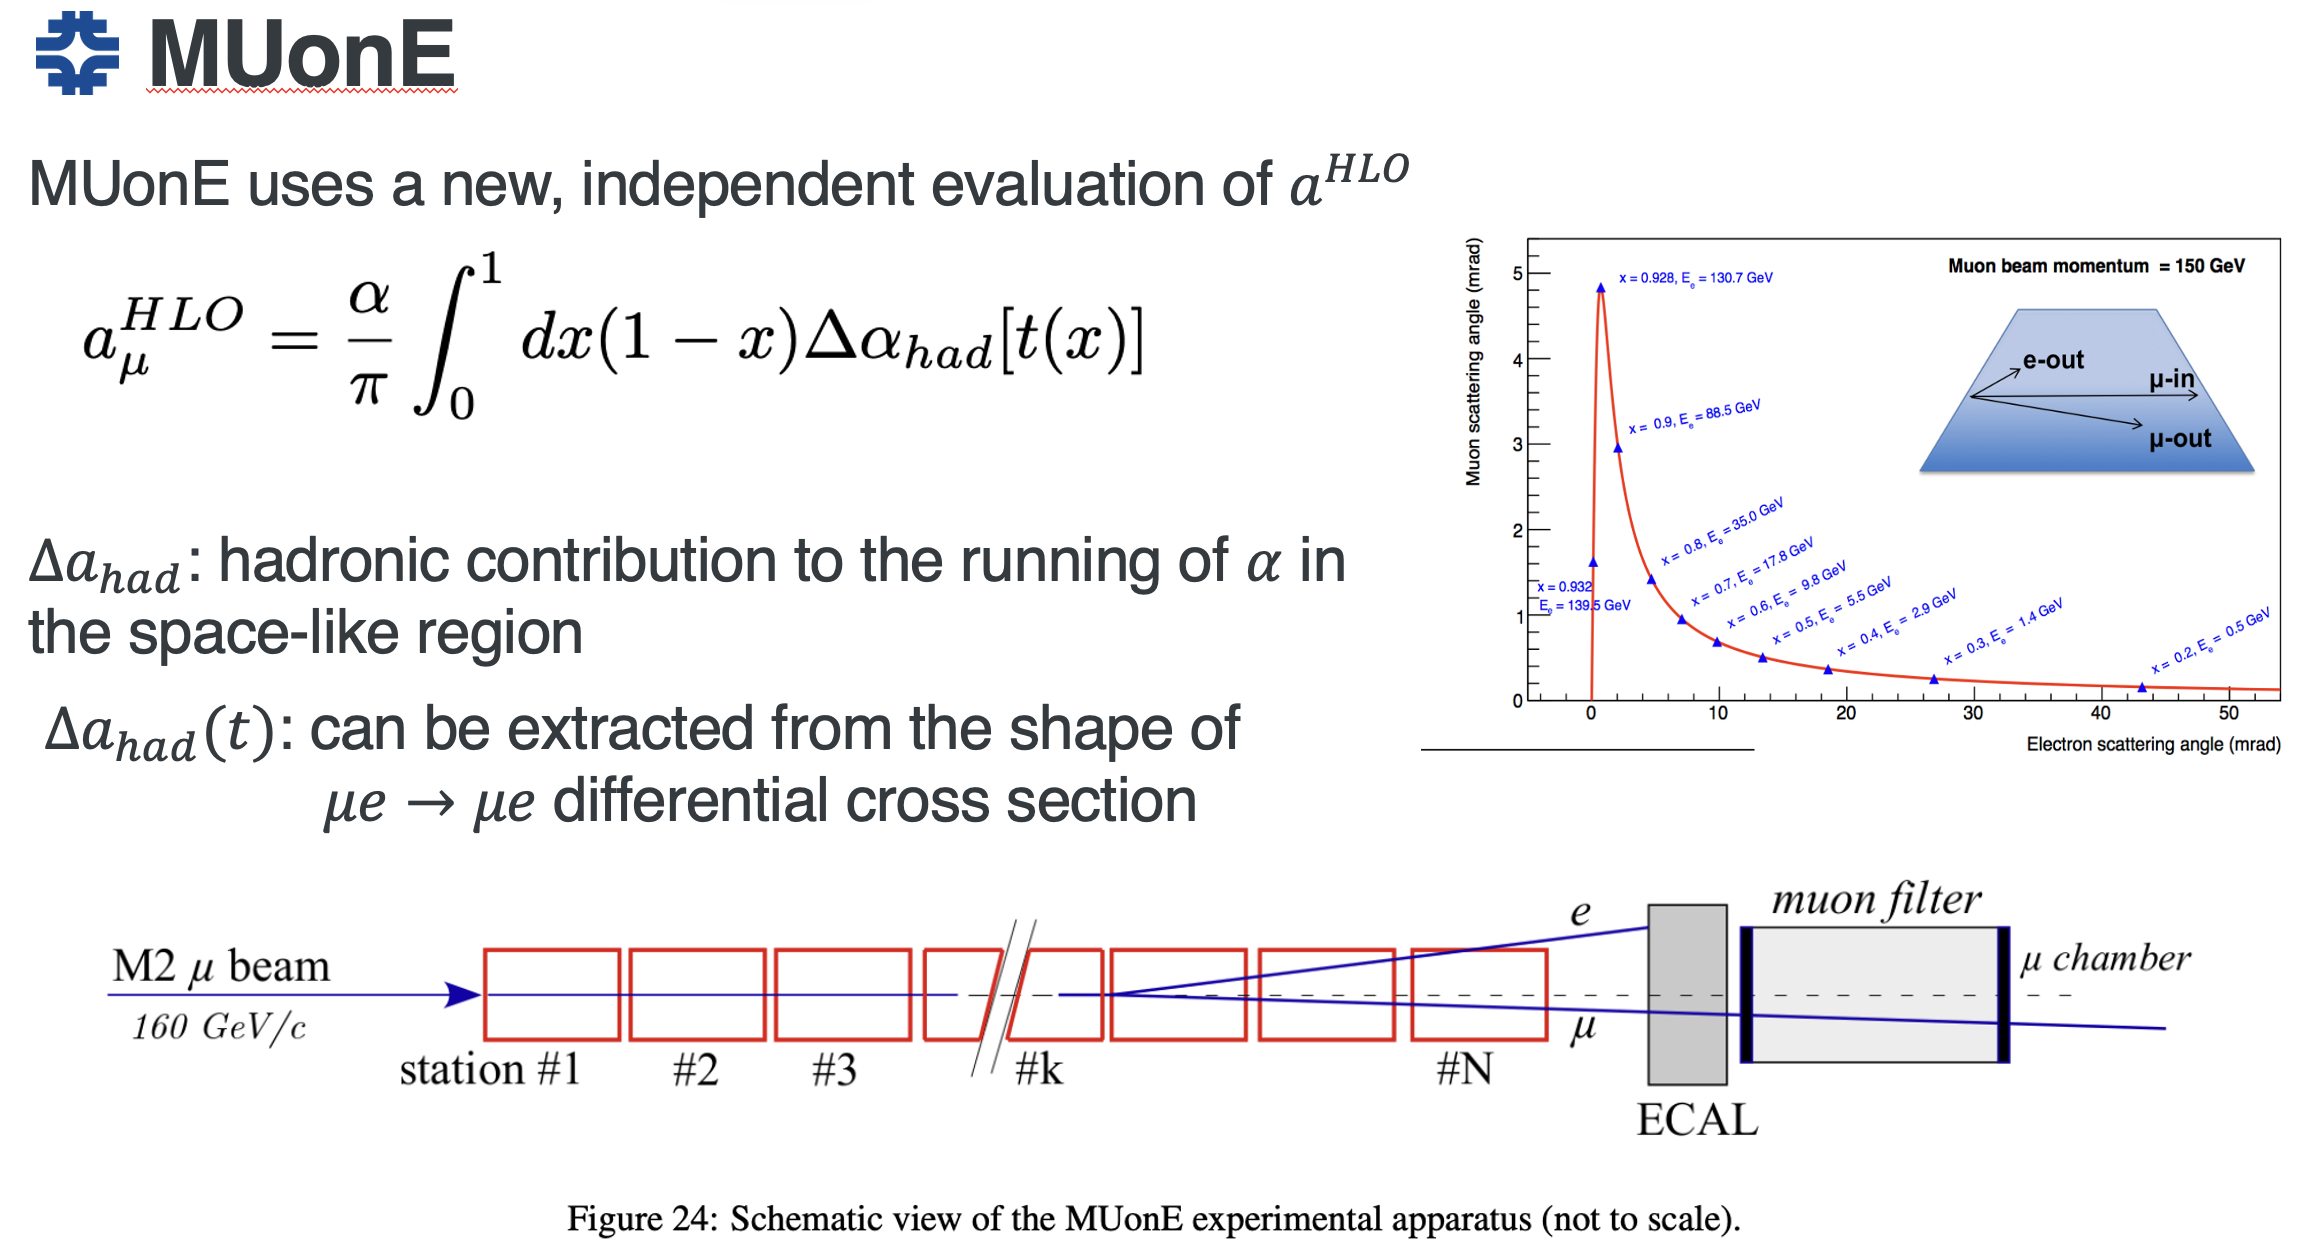 MUonE
MUonE uses a new, independent evaluation of 𝑎^{𝐻𝐿𝑂}
a_μ^{HLO} = α/π ∫_0^1 dx(1 − x)Δα_{had}[t(x)]
Δ𝑎_{ℎ𝑎𝑑}: hadronic contribution to the running of 𝛼 in
the space-like region
Δ𝑎_{ℎ𝑎𝑑}(𝑡): can be extracted from the shape of
𝜇𝑒 → 𝜇𝑒 differential cross section
Muon scattering angle (mrad)
5
4
3
2
1
0
0 10 20 30 40 50
Electron scattering angle (mrad)
Muon beam momentum = 150 GeV
e-out
μ-in
μ-out
x = 0.928, E_e = 130.7 GeV
x = 0.9, E_e = 88.5 GeV
x = 0.8, E_e = 35.0 GeV
x = 0.7, E_e = 17.8 GeV
x = 0.6, E_e = 9.8 GeV
x = 0.5, E_e = 5.5 GeV
x = 0.4, E_e = 2.9 GeV
x = 0.3, E_e = 1.4 GeV
x = 0.2, E_e = 0.5 GeV
x = 0.932
E_e = 139.5 GeV
M2 μ beam
160 GeV/c
station #1 #2 #3 #k #N
e
μ
ECAL
muon filter
μ chamber
Figure 24: Schematic view of the MUonE experimental apparatus (not to scale).